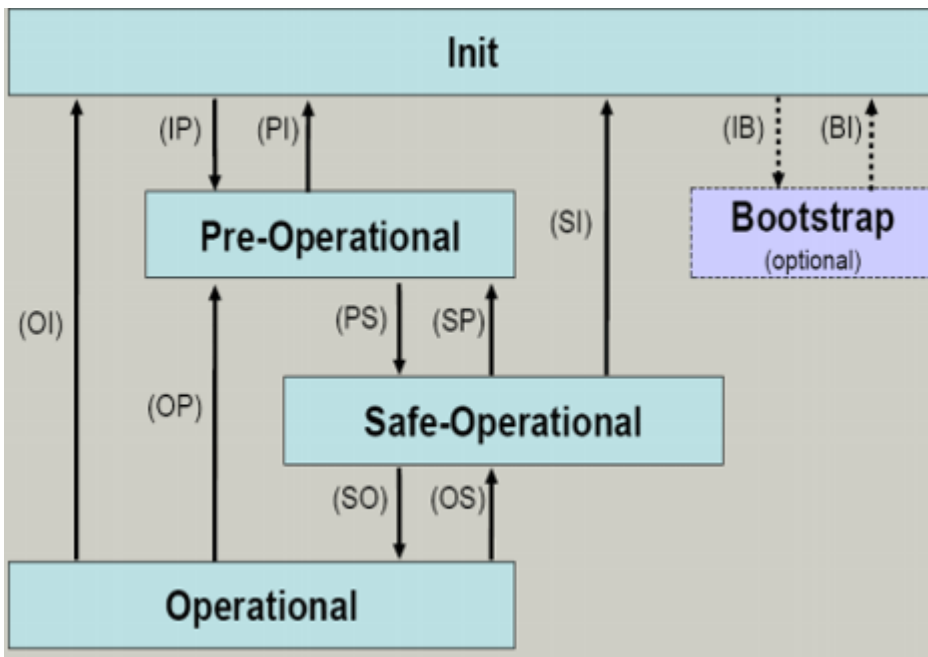 Init
(IP)
(PI)
(IB)
(BI)
Pre-Operational
(SI)
Bootstrap
(optional)
(OI)
(PS)
(SP)
(OP)
Safe-Operational
(SO)
(OS)
Operational